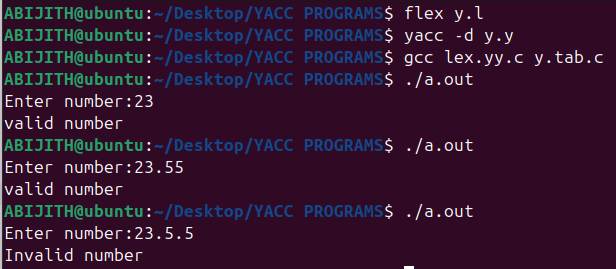 ABIJITH@ubuntu:~/Desktop/YACC PROGRAMS$ flex y.l
ABIJITH@ubuntu:~/Desktop/YACC PROGRAMS$ yacc -d y.y
ABIJITH@ubuntu:~/Desktop/YACC PROGRAMS$ gcc lex.yy.c y.tab.c
ABIJITH@ubuntu:~/Desktop/YACC PROGRAMS$ ./a.out
Enter number:23
valid number
ABIJITH@ubuntu:~/Desktop/YACC PROGRAMS$ ./a.out
Enter number:23.55
valid number
ABIJITH@ubuntu:~/Desktop/YACC PROGRAMS$ ./a.out
Enter number:23.5.5
Invalid number